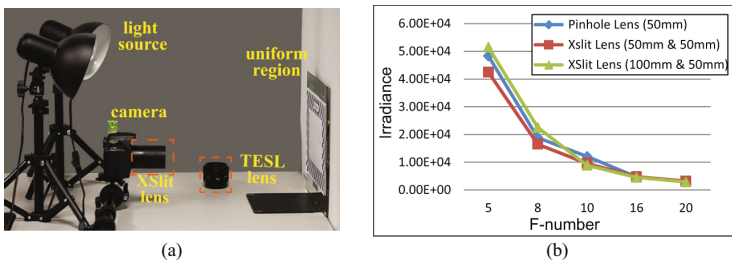 light
source
uniform
region
camera
XSlit
lens
TESL
lens
(a)
6.00E+04
5.00E+04
4.00E+04
3.00E+04
2.00E+04
1.00E+04
0.00E+00
Irradiance
Pinhole Lens (50mm)
Xslit Lens (50mm & 50mm)
XSlit Lens (100mm & 50mm)
5 8 10 16 20
F-number
(b)